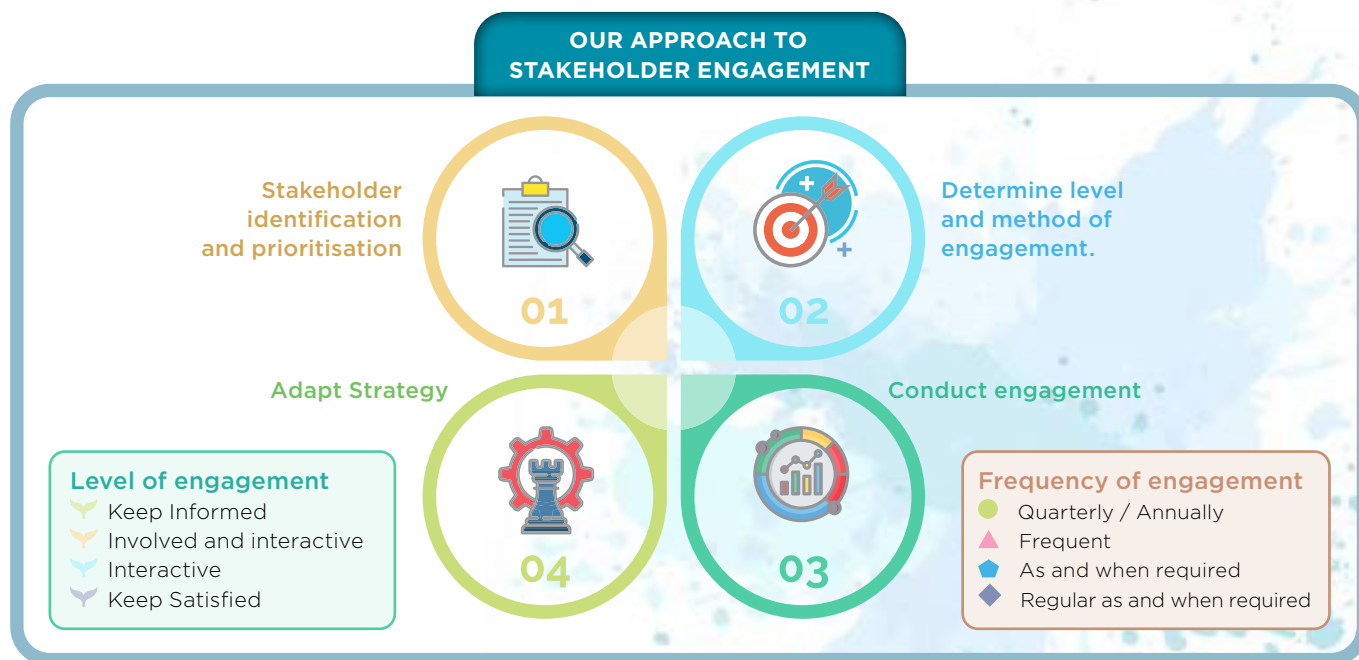 OUR APPROACH TO
STAKEHOLDER ENGAGEMENT
Stakeholder
identification
and prioritisation
01
02
Determine level
and method of
engagement.
Adapt Strategy
04
03
Conduct engagement
Level of engagement
Keep Informed
Involved and interactive
Interactive
Keep Satisfied
Frequency of engagement
Quarterly / Annually
Frequent
As and when required
Regular as and when required